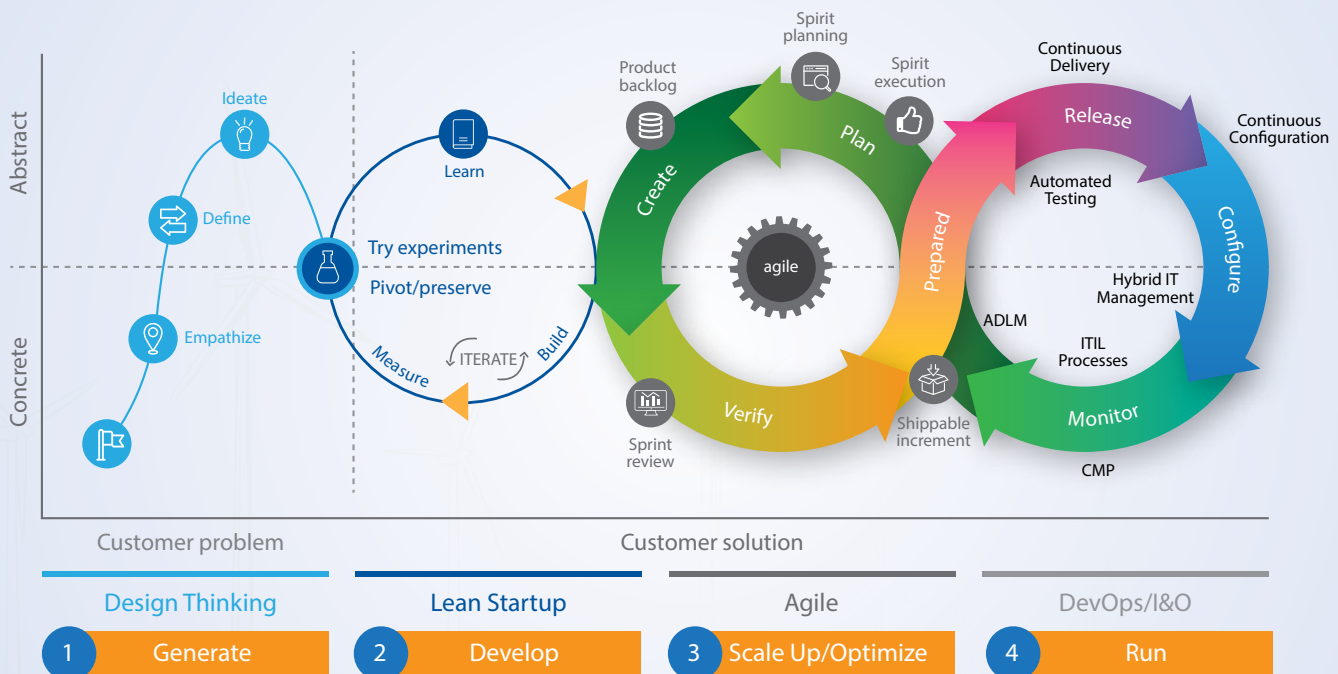 Abstract
Concrete
Ideate
Define
Empathize
Learn
Try experiments
Pivot/preserve
Measure
ITERATE
Build
Product
backlog
Spirit
planning
Spirit
execution
Create
Plan
agile
Verify
Sprint
review
Prepared
Shippable
increment
Continuous
Delivery
Release
Continuous
Configuration
Automated
Testing
Configure
Hybrid IT
Management
ADLM
ITIL
Processes
Monitor
CMP
Customer problem
Customer solution
Design Thinking
Lean Startup
Agile
DevOps/I&O
1 Generate
2 Develop
3 Scale Up/Optimize
4 Run